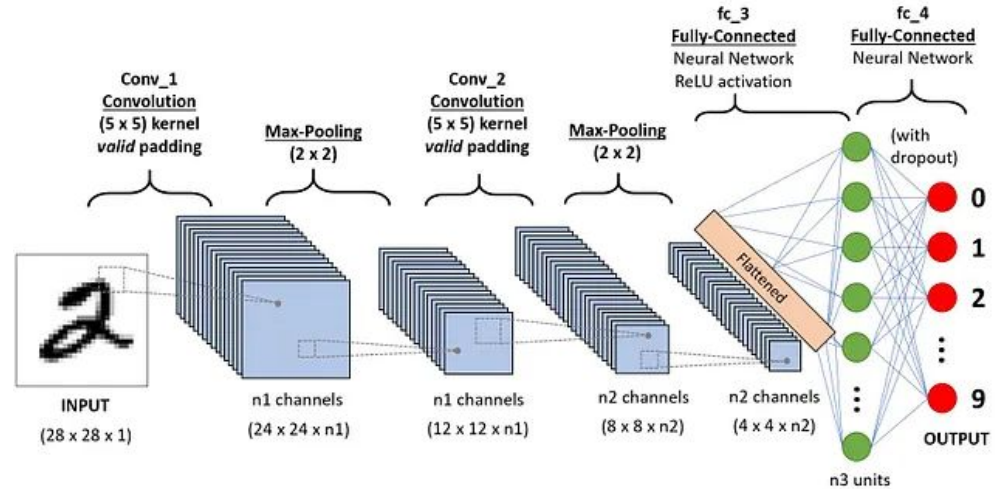 Conv_1
Convolution
(5 x 5) kernel
valid padding
Max-Pooling
(2 x 2)
Conv_2
Convolution
(5 x 5) kernel
valid padding
Max-Pooling
(2 x 2)
fc_3
Fully-Connected
Neural Network
ReLU activation
fc_4
Fully-Connected
Neural Network
(with
dropout)
Flattened
0
1
2
9
OUTPUT
2
INPUT
(28 x 28 x 1)
n1 channels
(24 x 24 x n1)
n1 channels
(12 x 12 x n1)
n2 channels
(8 x 8 x n2)
n2 channels
(4 x 4 x n2)
n3 units